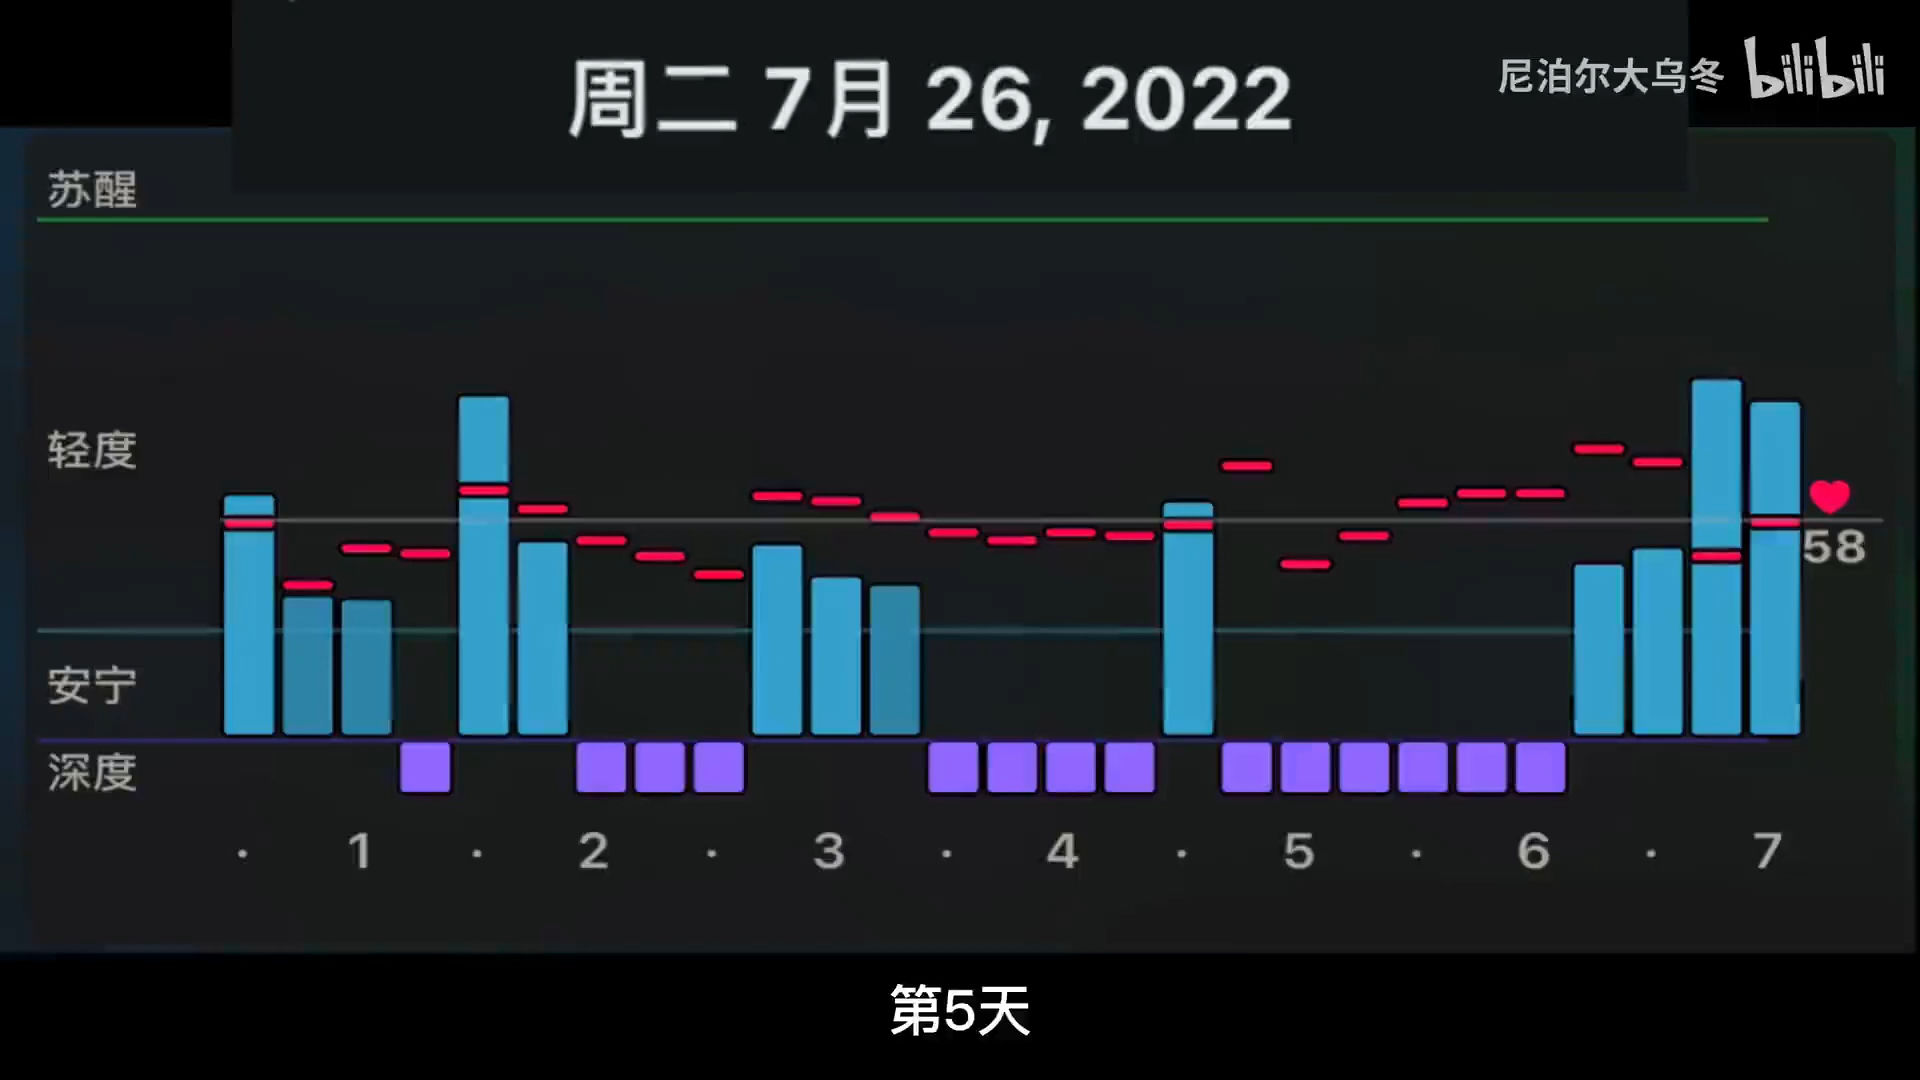 周二 7月 26, 2022
尼泊尔大乌冬 bilibili
苏醒
轻度
58
安宁
深度
· 1 · 2 · 3 · 4 · 5 · 6 · 7
第5天